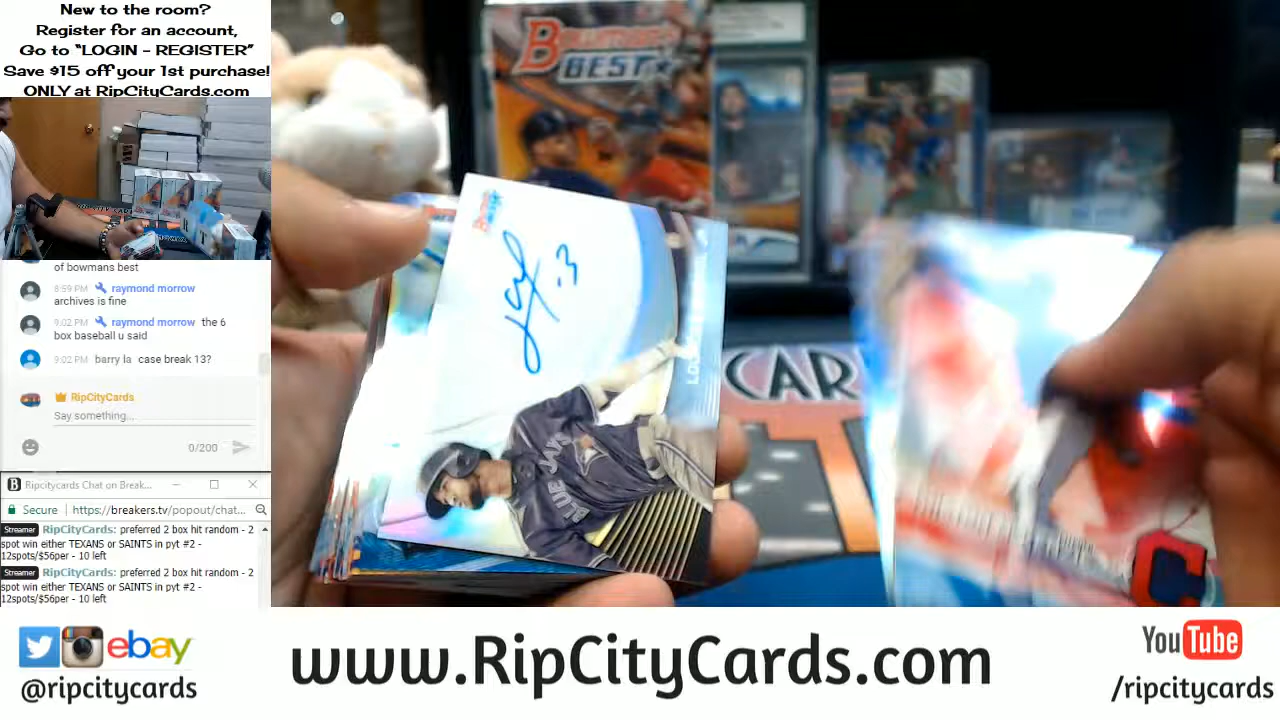 New to the room?
Register for an account,
Go to "LOGIN - REGISTER"
Save $15 off your 1st purchase!
ONLY at RipCityCards.com
of bowmans best
8:59 PM raymond morrow
archives is fine
9:02 PM raymond morrow the 6
box baseball u said
9:02 PM barry la case break 13?
RipCityCards
Say something...
0/200
Ripcitycards Chat on Break...
Secure https://breakers.tv/popout/chat...
Streamer RipCityCards: preferred 2 box hit random - 2
spot win either TEXANS or SAINTS in pyt #2 -
12spots/$56per - 10 left
Streamer RipCityCards: preferred 2 box hit random - 2
spot win either TEXANS or SAINTS in pyt #2 -
12spots/$56per - 10 left
BOWMAN'S
BEST
BLUE JAYS
CAR
C
ebay
@ripcitycards
www.RipCityCards.com
YouTube
/ripcitycards